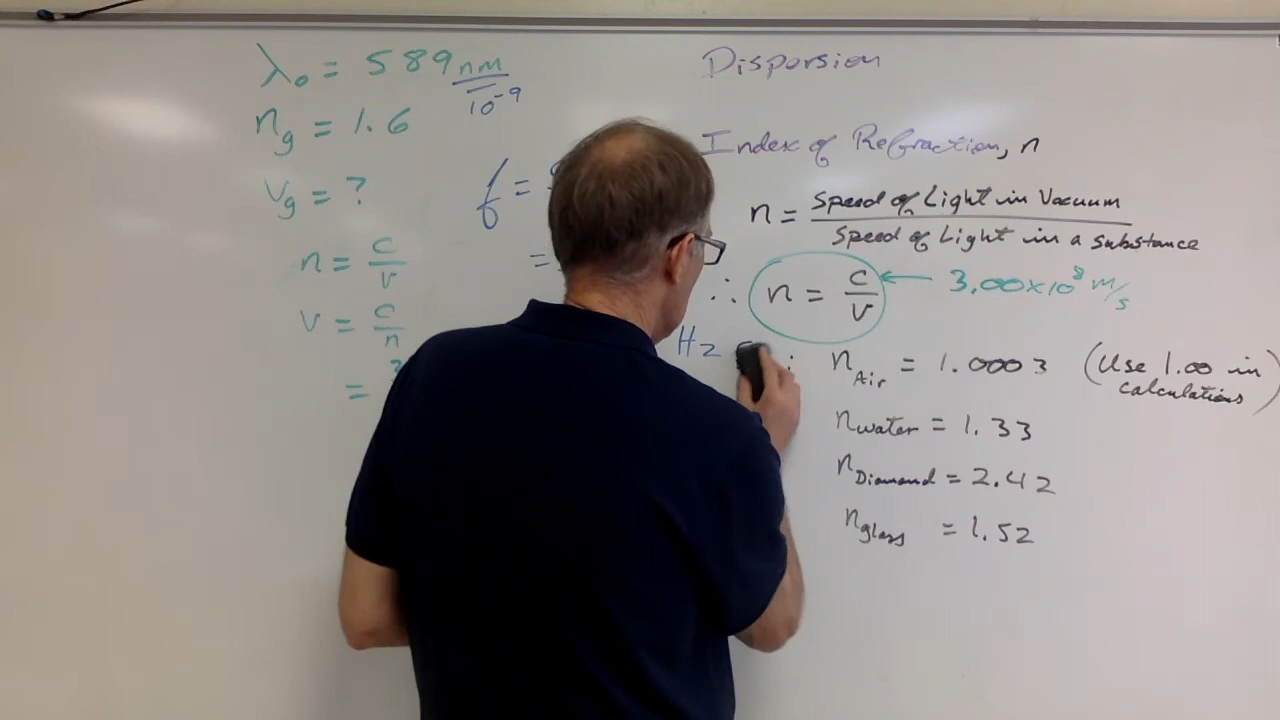 λ₀ = 589 nm
10⁻⁹
n_g = 1.6
v_g = ?
n = c/v
v = c/n
=
f =
=
Hz
Dispersion
Index of Refraction, n
n = Speed of Light in Vacuum / Speed of Light in a substance
∴ n = c/v ← 3.00×10⁸ m/s
n_Air = 1.0003 (Use 1.00 in calculations)
n_water = 1.33
n_Diamond = 2.42
n_glass = 1.52